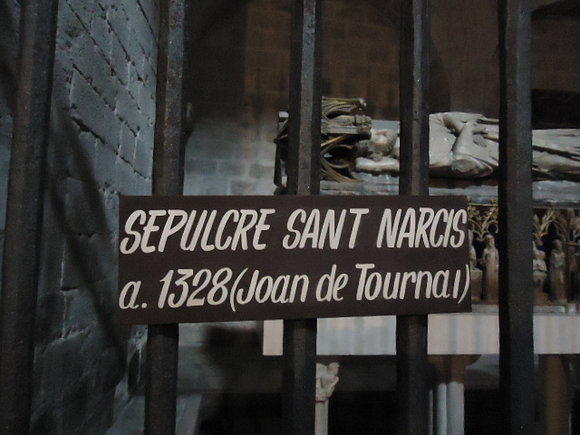 SEPULCRE SANT NARCIS
a. 1328 (Joan de Tournai)